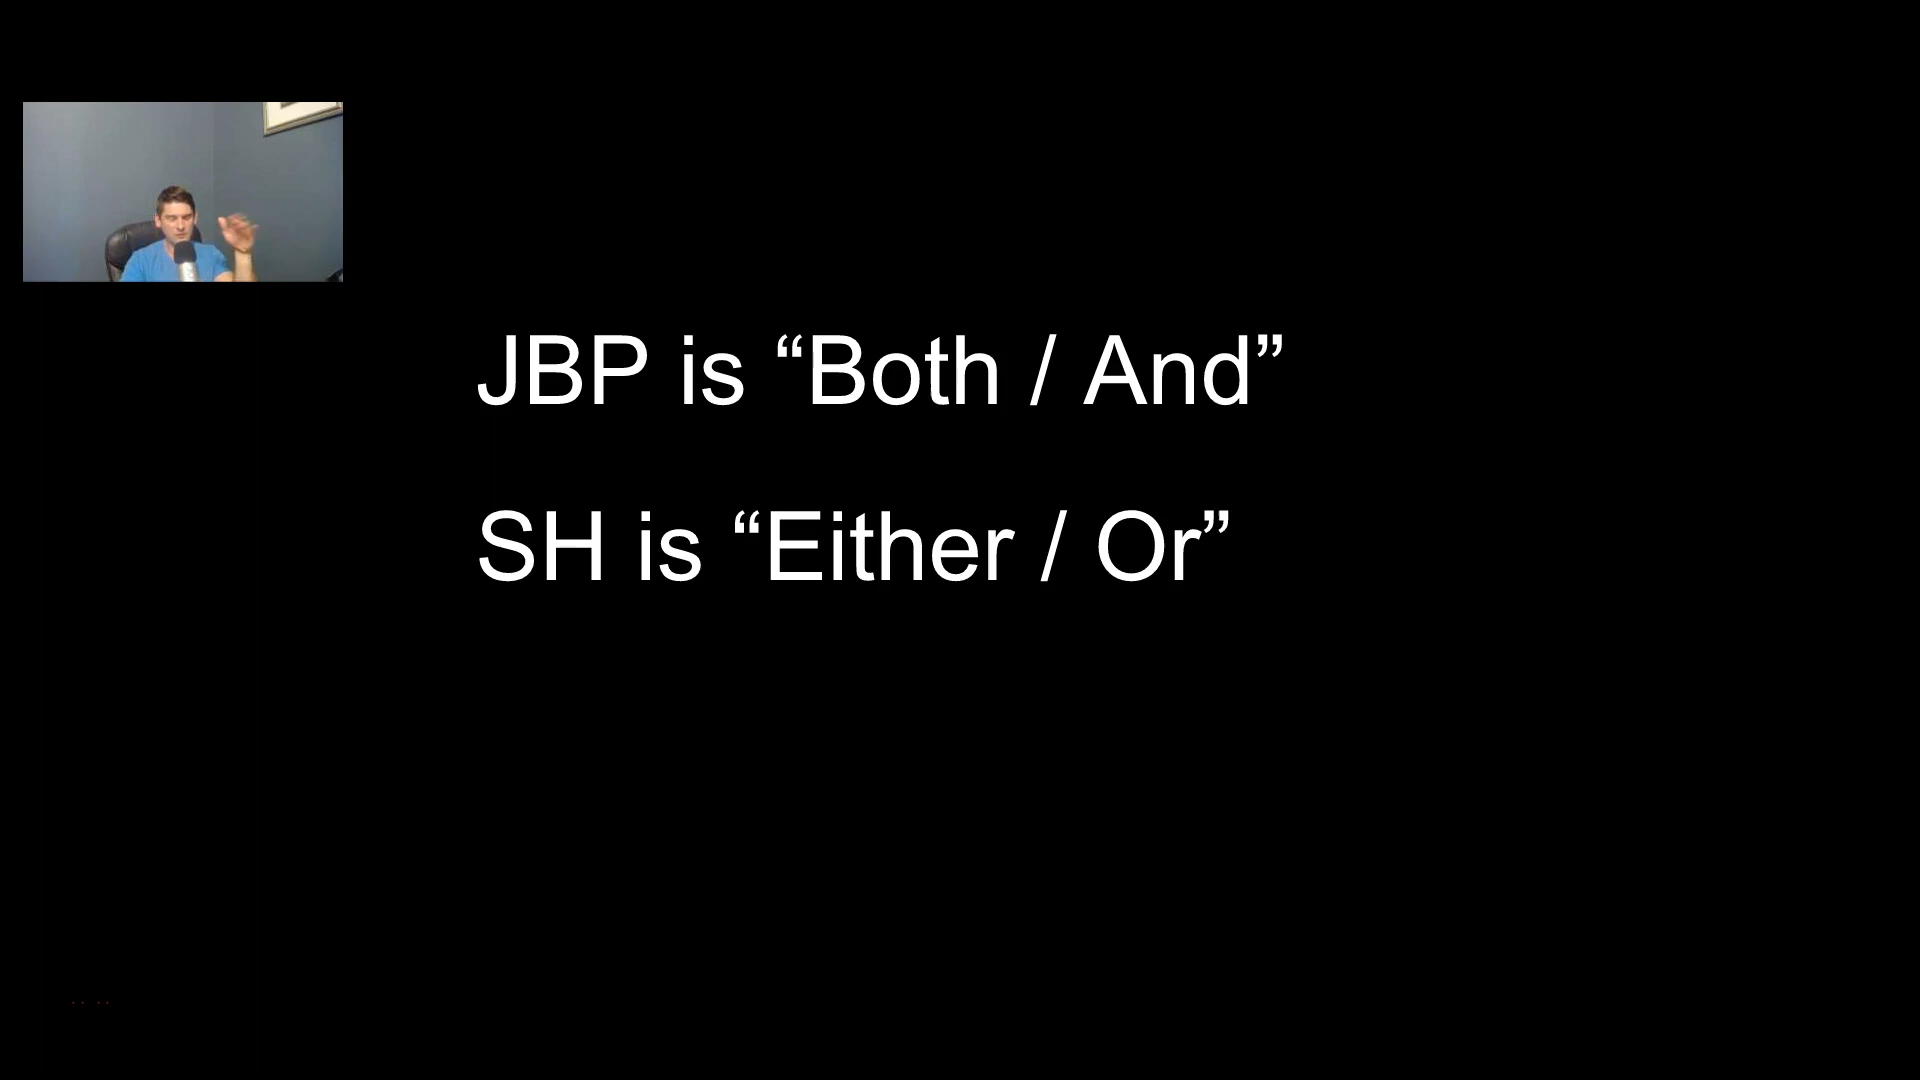 JBP is “Both / And”
SH is “Either / Or”